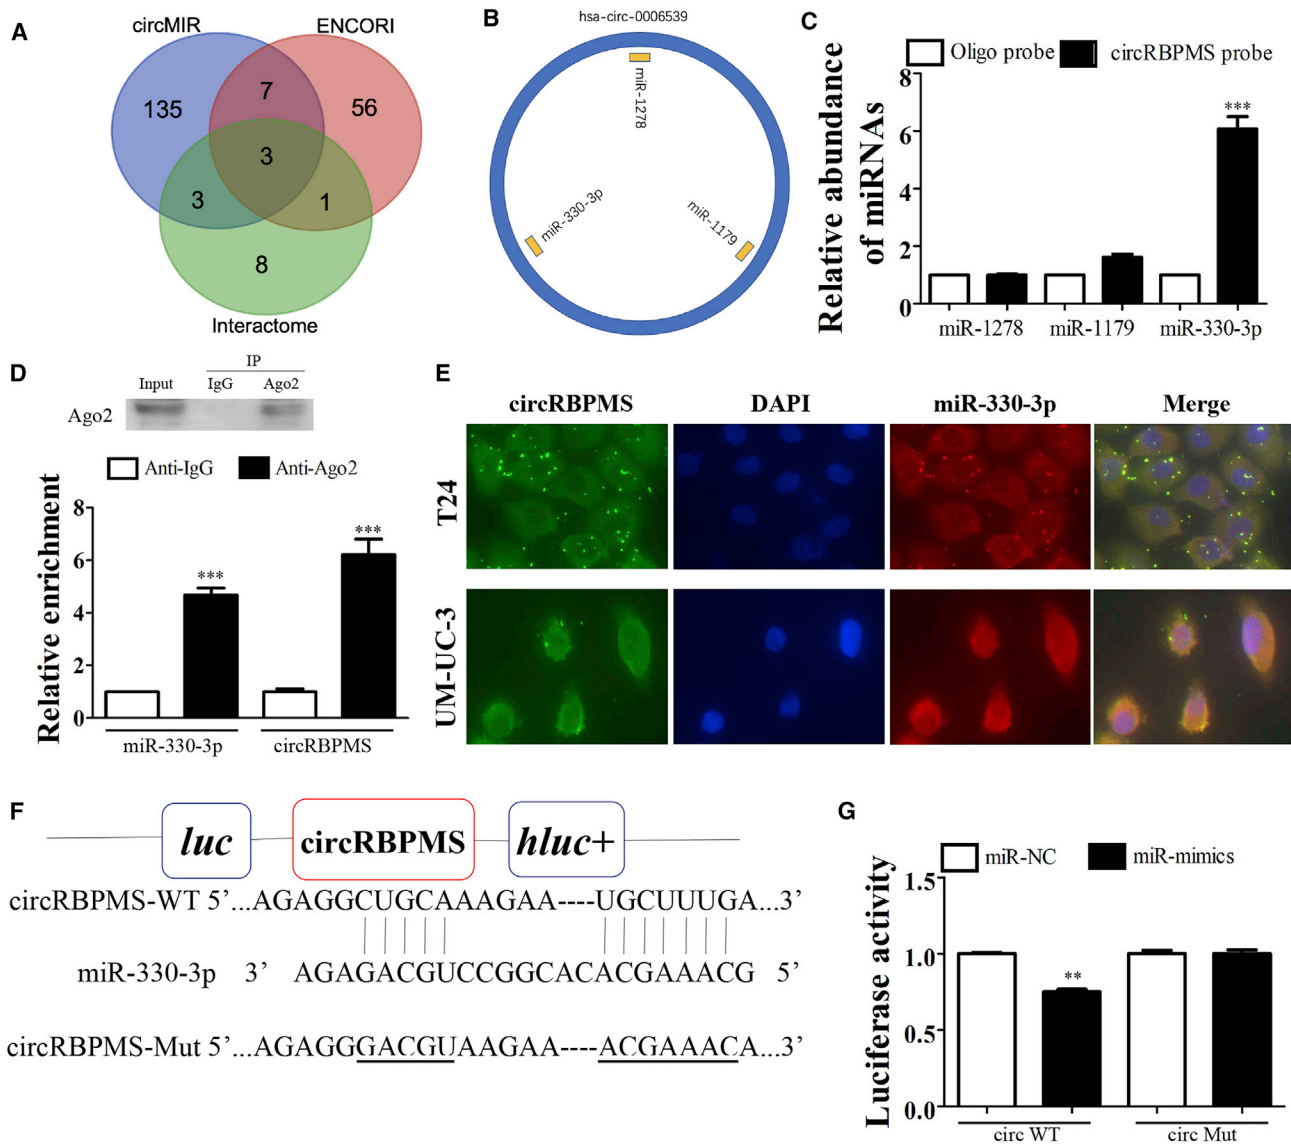 A
circMIR
ENCORI
135
7
56
3
3
1
8
Interactome
B
hsa-circ-0006539
miR-1278
miR-330-3p
miR-1179
C
Oligo probe
circRBPMS probe
Relative abundance
of miRNAs
8
6
4
2
0
***
miR-1278
miR-1179
miR-330-3p
D
IP
Input
IgG
Ago2
Ago2
Anti-IgG
Anti-Ago2
Relative enrichment
8
6
4
2
0
***
***
miR-330-3p
circRBPMS
E
circRBPMS
DAPI
miR-330-3p
Merge
T24
UM-UC-3
F
luc
circRBPMS
hluc+
circRBPMS-WT 5’...AGAGGCUGCAAAGAA----UGCUUUGA...3’
miR-330-3p 3’ AGAGACGUCCGGCACACGAAACG 5’
circRBPMS-Mut 5’...AGAGGGACGUAAGAA----ACGAAACA...3’
G
miR-NC
miR-mimics
Luciferase activity
1.5
1.0
0.5
0.0
**
circ WT
circ Mut